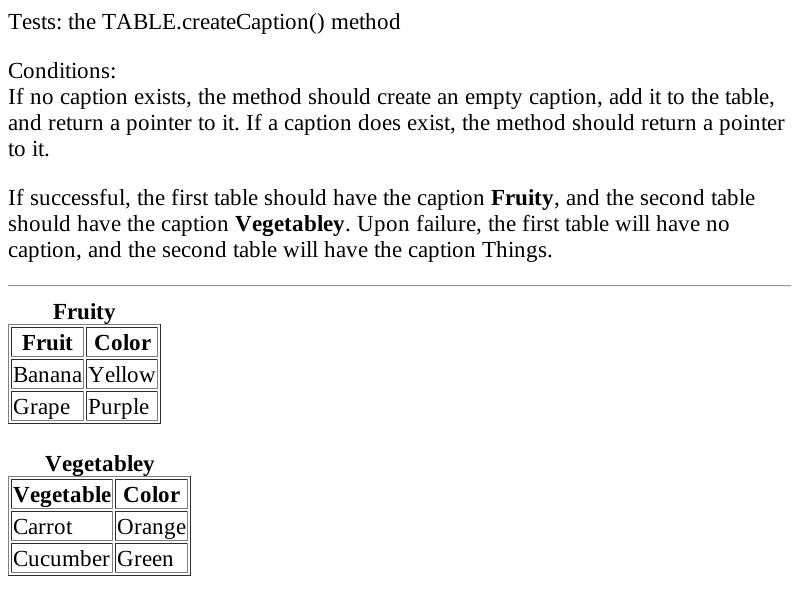 Tests: the TABLE.createCaption() method
Conditions:
If no caption exists, the method should create an empty caption, add it to the table,
and return a pointer to it. If a caption does exist, the method should return a pointer
to it.
If successful, the first table should have the caption Fruity, and the second table
should have the caption Vegetabley. Upon failure, the first table will have no
caption, and the second table will have the caption Things.
Fruity
Fruit Color
Banana Yellow
Grape Purple
Vegetabley
Vegetable Color
Carrot Orange
Cucumber Green